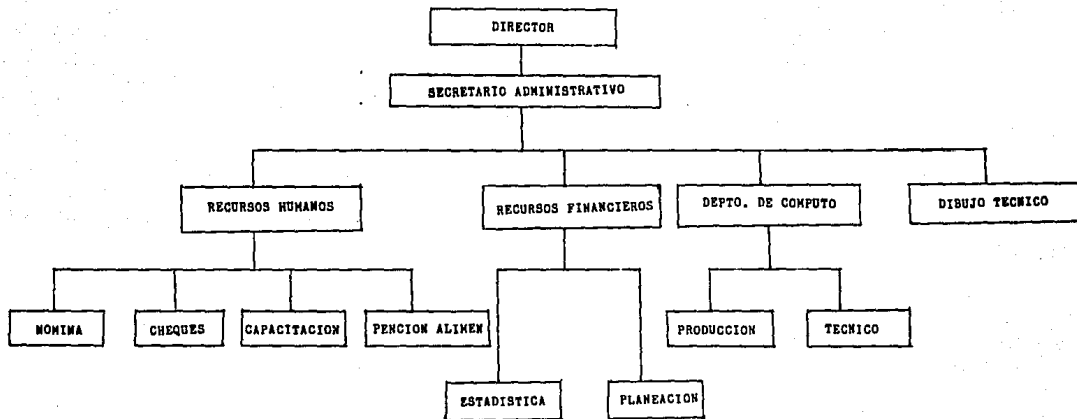 DIRECTOR
SECRETARIO ADMINISTRATIVO
RECURSOS HUMANOS
RECURSOS FINANCIEROS
DEPTO. DE COMPUTO
DIBUJO TECNICO
NOMINA
CHEQUES
CAPACITACION
PENCION ALIMEN
PRODUCCION
TECNICO
ESTADISTICA
PLANEACION